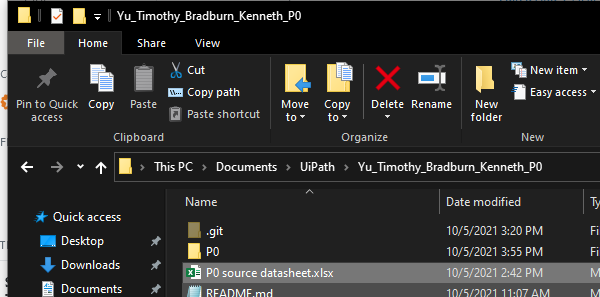 Yu_Timothy_Bradburn_Kenneth_P0
File Home Share View
Pin to Quick access
Copy
Paste
Cut
Copy path
Paste shortcut
Move to
Copy to
Delete
Rename
New folder
New item
Easy access
Clipboard Organize New
This PC > Documents > UiPath > Yu_Timothy_Bradburn_Kenneth_P0
Name Date modified
Quick access
.git 10/5/2021 3:20 PM
Desktop
P0 10/5/2021 3:55 PM
Downloads
P0 source datasheet.xlsx 10/5/2021 2:42 PM
Documents
README.md 10/5/2021 11:07 AM